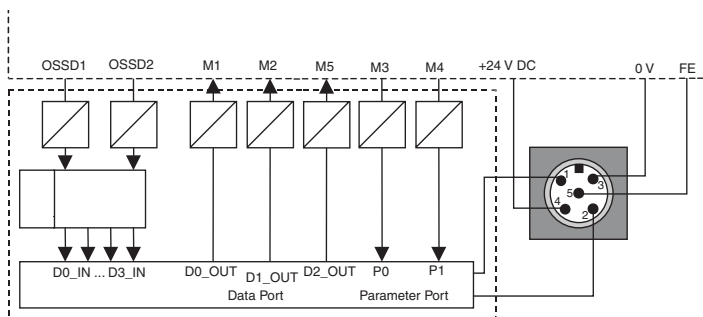 OSSD1 OSSD2 M1 M2 M5 M3 M4 +24 V DC 0 V FE
1
3
5
4
2
D0_IN ... D3_IN D0_OUT D1_OUT D2_OUT P0 P1
Data Port Parameter Port